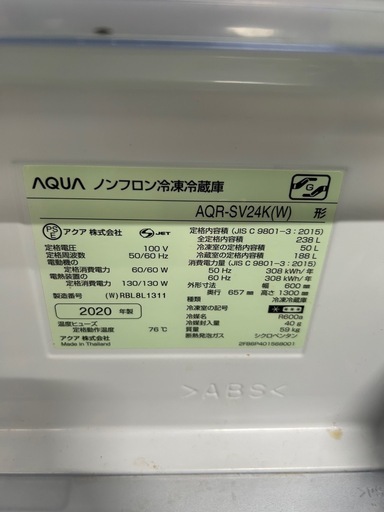 AQUA ノンフロン冷凍冷蔵庫
AQR-SV24K(W) 形
PS E アクア 株式会社 S JET
定格電圧 100 V
定格周波数 50/60 Hz
電動機の
定格消費電力 60/60 W
電熱装置の
定格消費電力 130/130 W
製造番号 (W)RBL8L1311
2020 年製
温度ヒューズ
定格動作温度 76℃
アクア 株式会社
Made in Thailand
定格内容積 (JIS C 9801-3 : 2015)
全定格内容積 238 L
冷凍室の定格内容積 50 L
冷蔵室の定格内容積 188 L
消費電力量 (JIS C 9801-3 : 2015)
50 Hz 308 kWh/年
60 Hz 308 kWh/年
外形寸法 幅 600 mm
奥行 657 mm 高さ 1300 mm
種類 冷凍冷蔵庫
冷凍室の記号
冷媒名 R600a
冷媒封入量 40 g
質量 59 kg
断熱発泡ガス シクロペンタン
2FB6P401568001
>ABS<